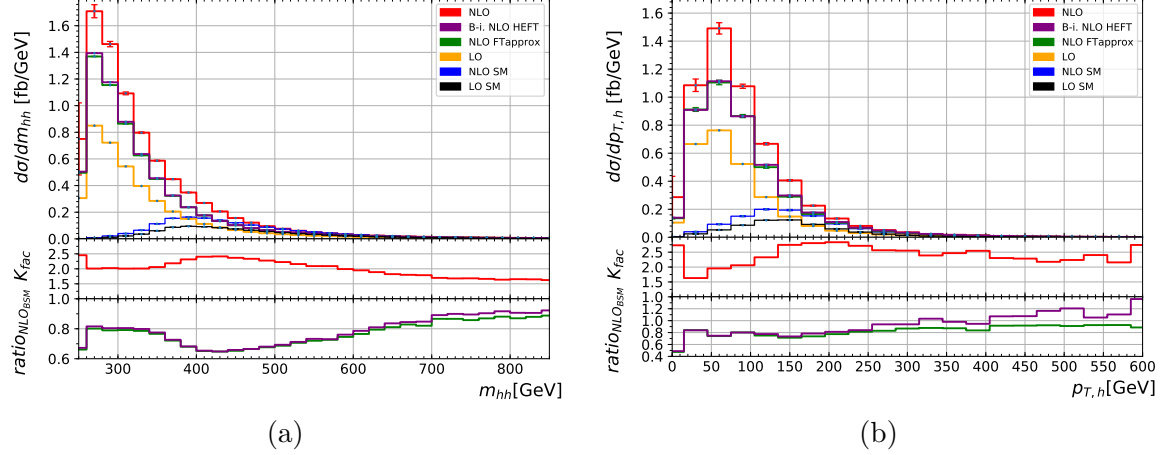 NLO
B-i. NLO HEFT
NLO FTapprox
LO
NLO SM
LO SM
dσ/dm_hh [fb/GeV]
1.6
1.4
1.2
1.0
0.8
0.6
0.4
0.2
0.0
K_fac
2.5
2.0
1.5
1.0
ratio_NLO_BSM
0.8
0.6
300 400 500 600 700 800
m_hh[GeV]
(a)
NLO
B-i. NLO HEFT
NLO FTapprox
LO
NLO SM
LO SM
dσ/dp_T,h [fb/GeV]
1.6
1.4
1.2
1.0
0.8
0.6
0.4
0.2
0.0
K_fac
2.5
2.0
1.5
1.0
ratio_NLO_BSM
1.2
1.0
0.8
0.6
0.4
0 50 100 150 200 250 300 350 400 450 500 550 600
p_T,h[GeV]
(b)